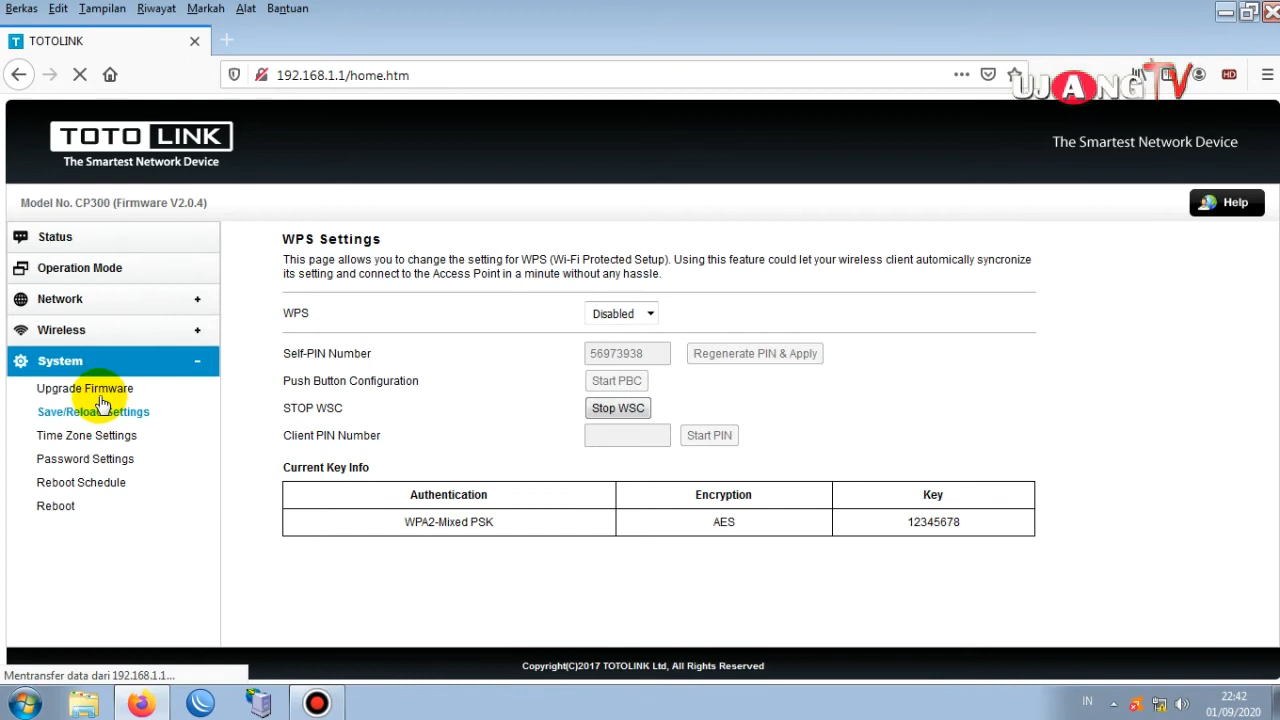 Berkas Edit Tampilan Riwayat Markah Alat Bantuan
TOTOLINK
192.168.1.1/home.htm
HD
UJANG TV
TOTO LINK
The Smartest Network Device
The Smartest Network Device
Model No. CP300 (Firmware V2.0.4)
Help
Status
Operation Mode
Network +
Wireless +
System -
Upgrade Firmware
Save/Reload Settings
Time Zone Settings
Password Settings
Reboot Schedule
Reboot
WPS Settings
This page allows you to change the setting for WPS (Wi-Fi Protected Setup). Using this feature could let your wireless client automically syncronize
its setting and connect to the Access Point in a minute without any hassle.
WPS Disabled
Self-PIN Number 56973938 Regenerate PIN & Apply
Push Button Configuration Start PBC
STOP WSC Stop WSC
Client PIN Number Start PIN
Current Key Info
Authentication Encryption Key
WPA2-Mixed PSK AES 12345678
Copyright(C)2017 TOTOLINK Ltd, All Rights Reserved
Mentransfer data dari 192.168.1.1...
IN
22:42
01/09/2020